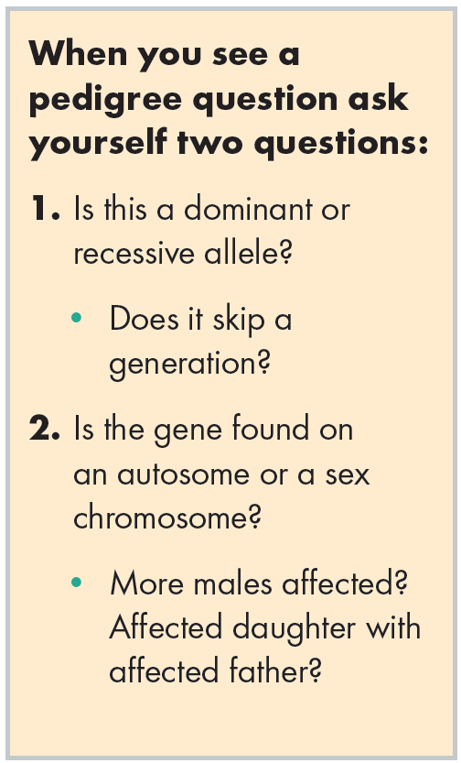 When you see a
pedigree question ask
yourself two questions:
1. Is this a dominant or
recessive allele?
• Does it skip a
generation?
2. Is the gene found on
an autosome or a sex
chromosome?
• More males affected?
Affected daughter with
affected father?